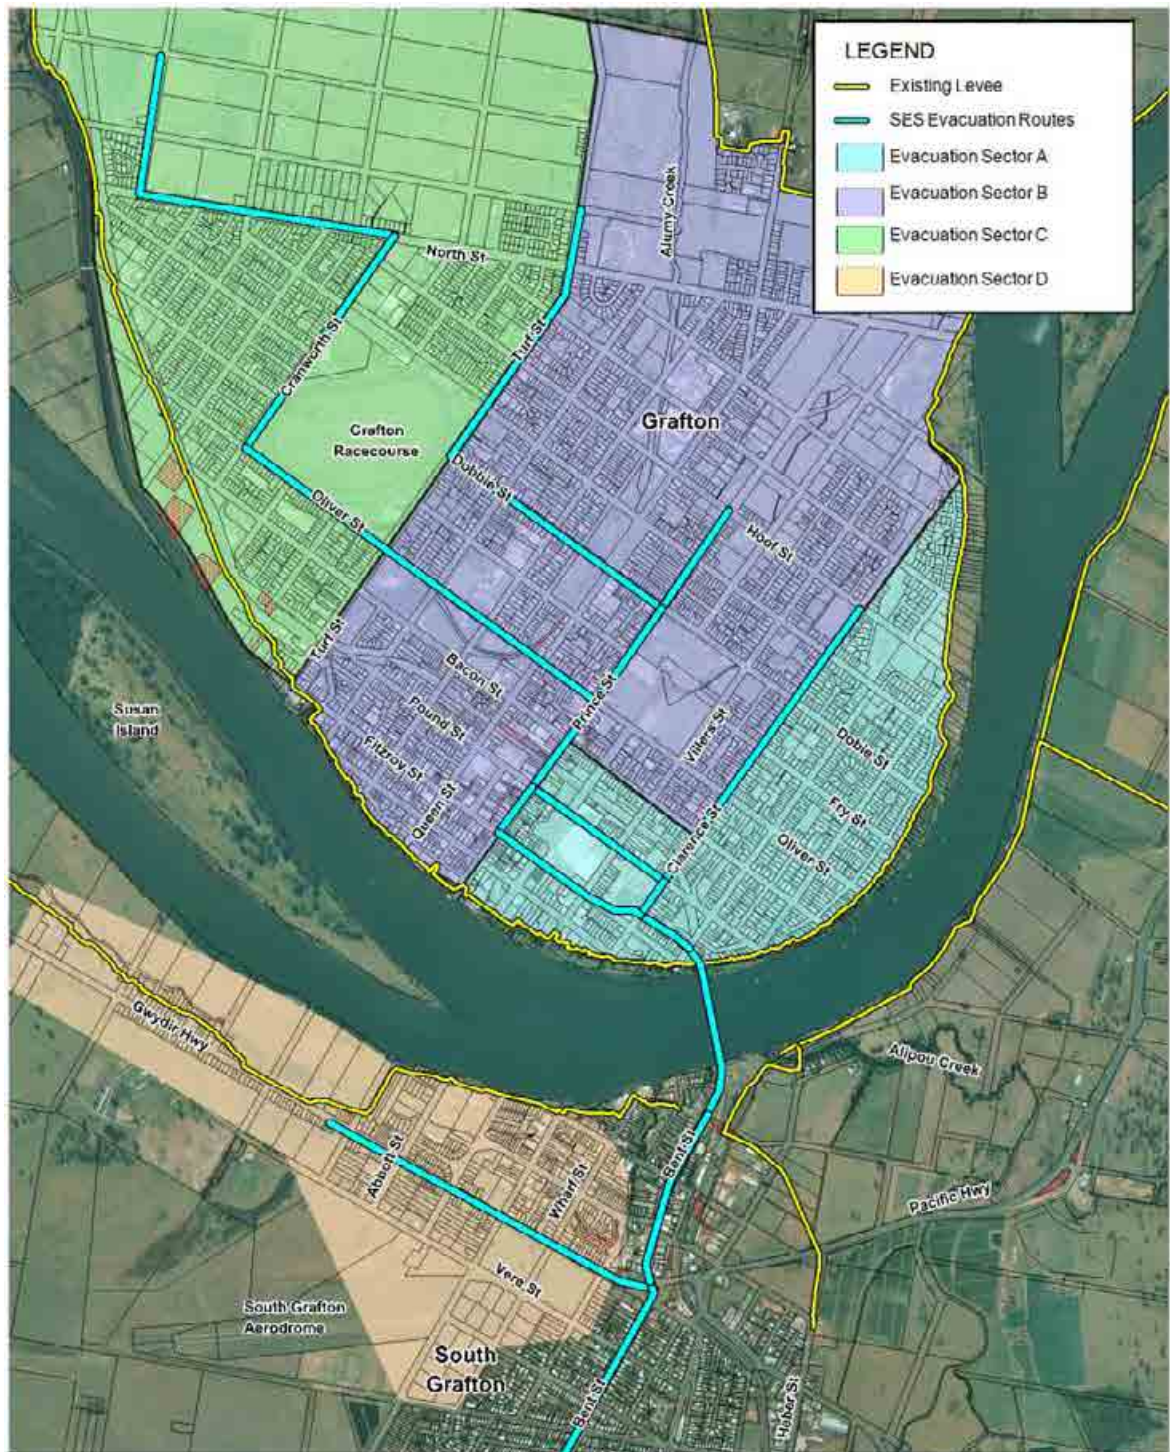 LEGEND
Existing Levee
SES Evacuation Routes
Evacuation Sector A
Evacuation Sector B
Evacuation Sector C
Evacuation Sector D
Alumy Creek
North St
Turf St
Cranworth St
Grafton
Grafton
Racecourse
Dobbie St
Oliver St
Hoof St
Turf St
Bacon St
Prince St
Susan
Island
Pound St
Villiers St
Dobie St
Fitzroy St
Queen St
Fry St
Clarence St
Oliver St
Gwydir Hwy
Alipou Creek
Abbott St
Bent St
Wharf St
Pacific Hwy
Vere St
South Grafton
Aerodrome
South
Grafton
Bent St
Heber St